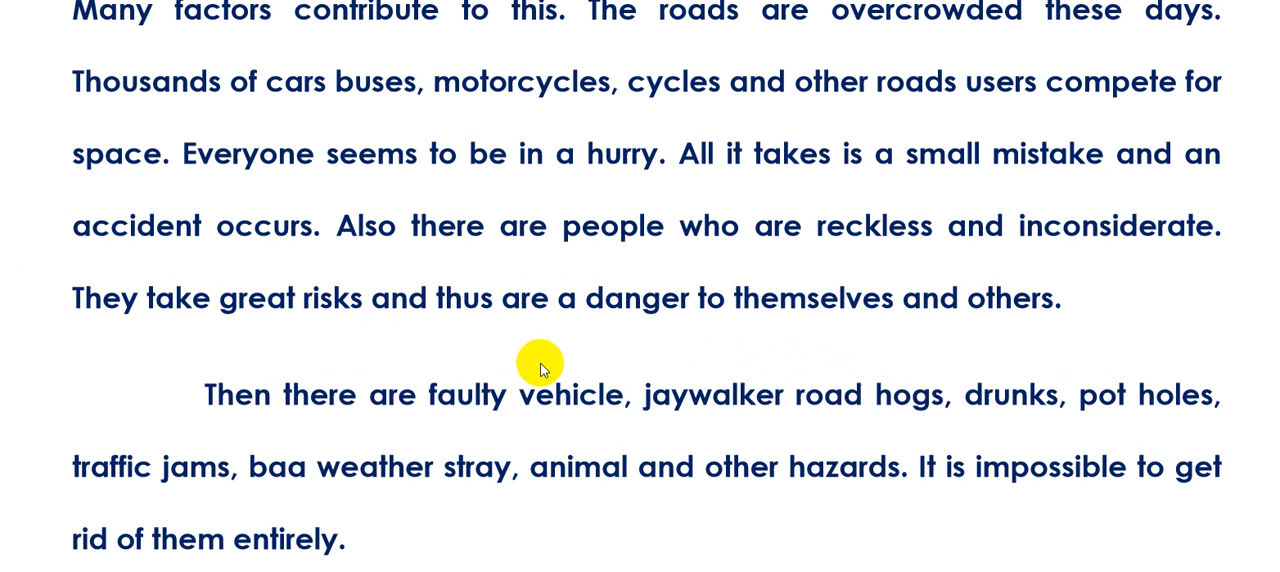 Many factors contribute to this. The roads are overcrowded these days.
Thousands of cars buses, motorcycles, cycles and other roads users compete for
space. Everyone seems to be in a hurry. All it takes is a small mistake and an
accident occurs. Also there are people who are reckless and inconsiderate.
They take great risks and thus are a danger to themselves and others.
Then there are faulty vehicle, jaywalker road hogs, drunks, pot holes,
traffic jams, baa weather stray, animal and other hazards. It is impossible to get
rid of them entirely.